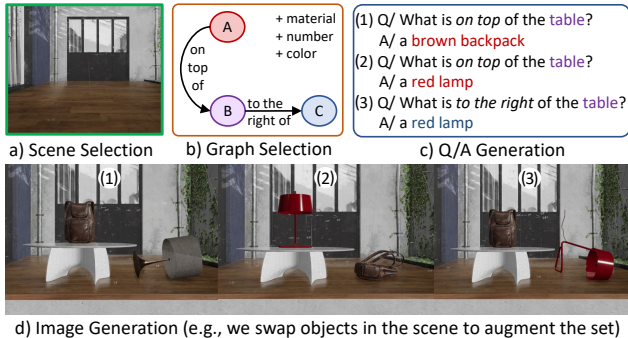 A
B
C
on
top
of
to the
right of
+ material
+ number
+ color
(1) Q/ What is on top of the table?
A/ a brown backpack
(2) Q/ What is on top of the table?
A/ a red lamp
(3) Q/ What is to the right of the table?
A/ a red lamp
a) Scene Selection
b) Graph Selection
c) Q/A Generation
(1)
(2)
(3)
d) Image Generation (e.g., we swap objects in the scene to augment the set)